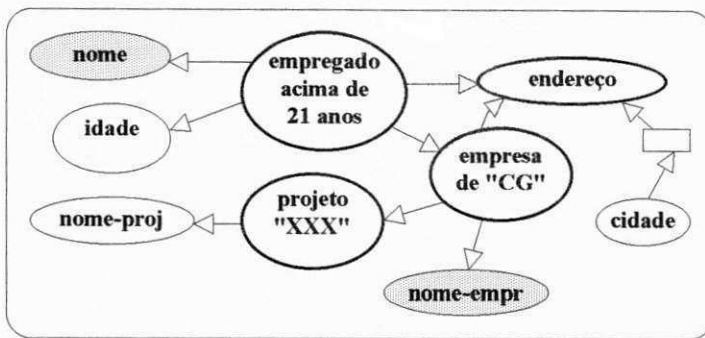 nome
empregado
acima de
21 anos
endereço
idade
empresa
de "CG"
projeto
"XXX"
nome-proj
cidade
nome-empr